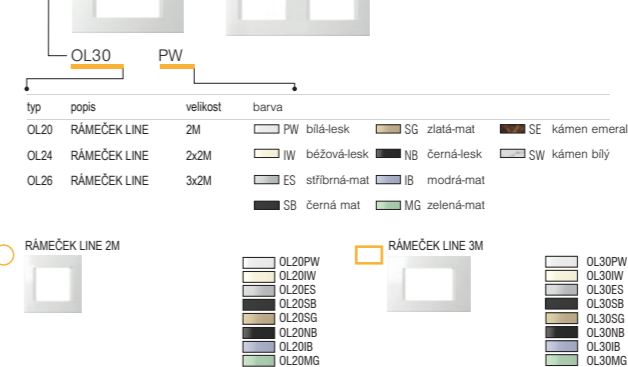 OL30 PW
typ popis velikost barva
OL20 RÁMEČEK LINE 2M PW bílá-lesk SG zlatá-mat SE kámen emeral
OL24 RÁMEČEK LINE 2x2M IW béžová-lesk NB černá-lesk SW kámen bílý
OL26 RÁMEČEK LINE 3x2M ES stříbrná-mat IB modrá-mat
SB černá mat MG zelená-mat
RÁMEČEK LINE 2M
OL20PW
OL20IW
OL20ES
OL20SB
OL20SG
OL20NB
OL20IB
OL20MG
RÁMEČEK LINE 3M
OL30PW
OL30IW
OL30ES
OL30SB
OL30SG
OL30NB
OL30IB
OL30MG